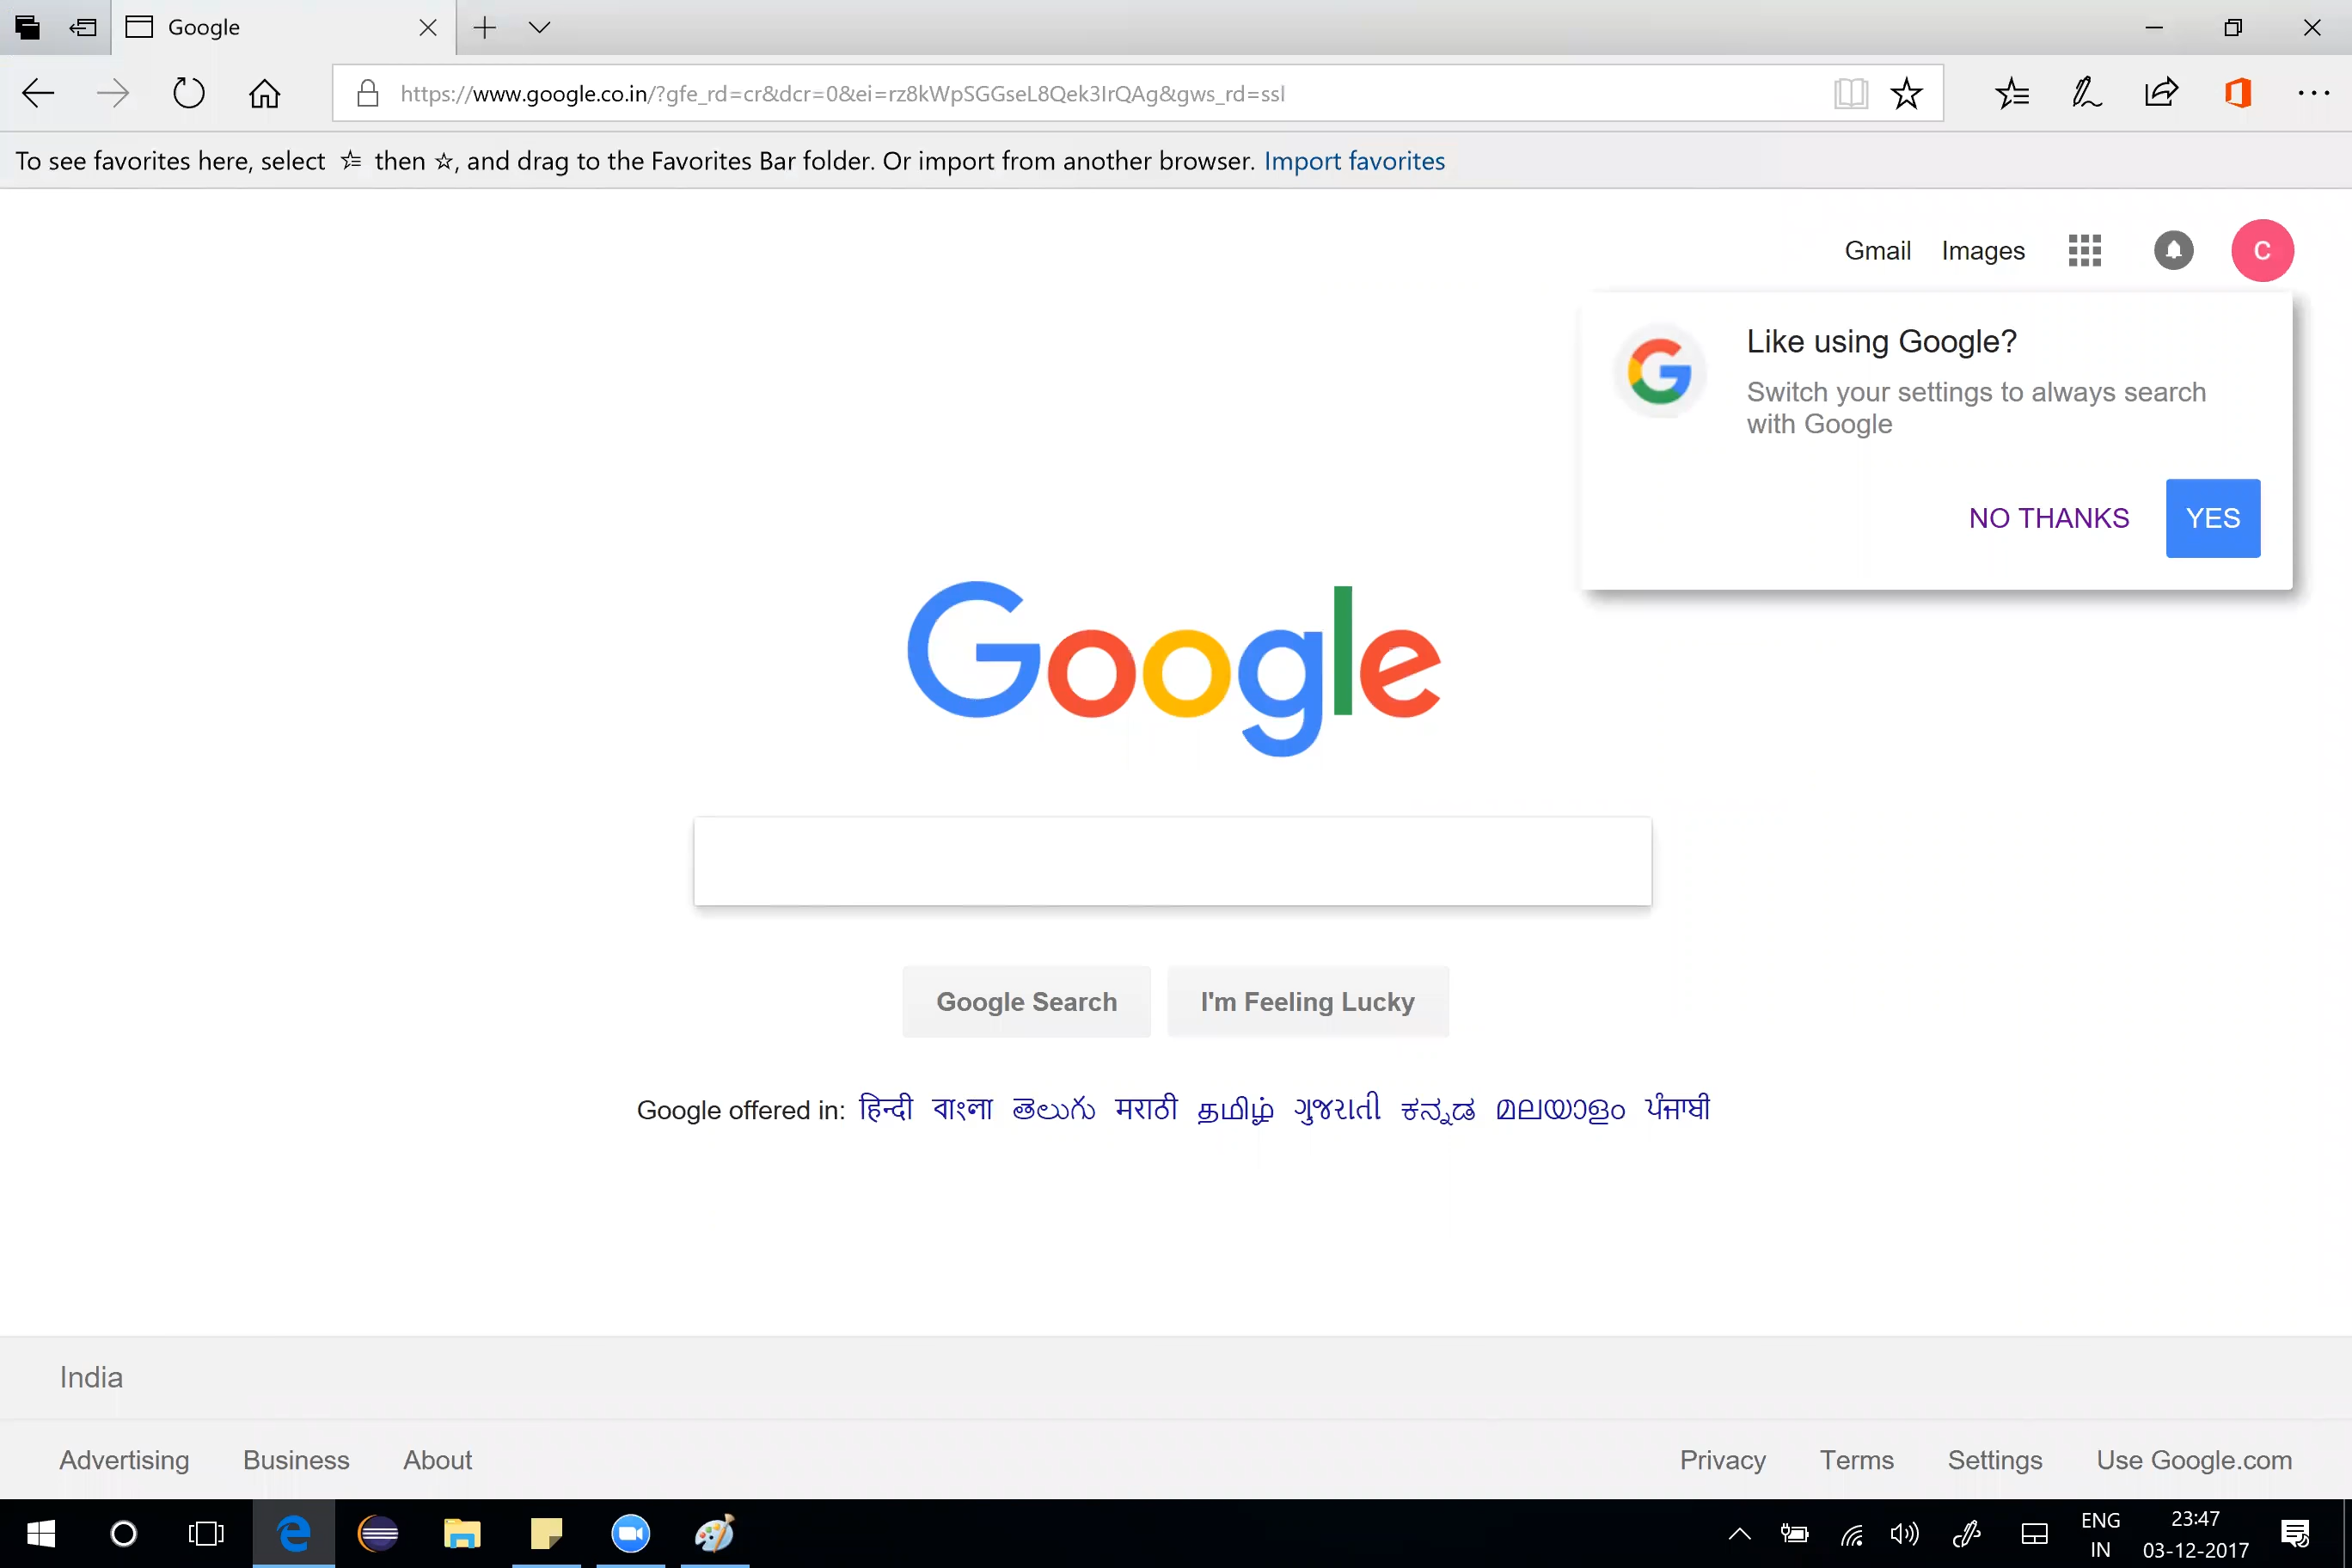 Google
https://www.google.co.in/?gfe_rd=cr&dcr=0&ei=rz8kWpSGGseL8Qek3IrQAg&gws_rd=ssl
To see favorites here, select then , and drag to the Favorites Bar folder. Or import from another browser. Import favorites
Gmail Images C
Like using Google?
Switch your settings to always search
with Google
NO THANKS YES
Google
Google Search I'm Feeling Lucky
Google offered in: हिन्दी বাংলা తెలుగు मराठी தமிழ் ગુજરાતી ಕನ್ನಡ മലയാളം ਪੰਜਾਬੀ
India
Advertising Business About Privacy Terms Settings Use Google.com
ENG 23:47
IN 03-12-2017